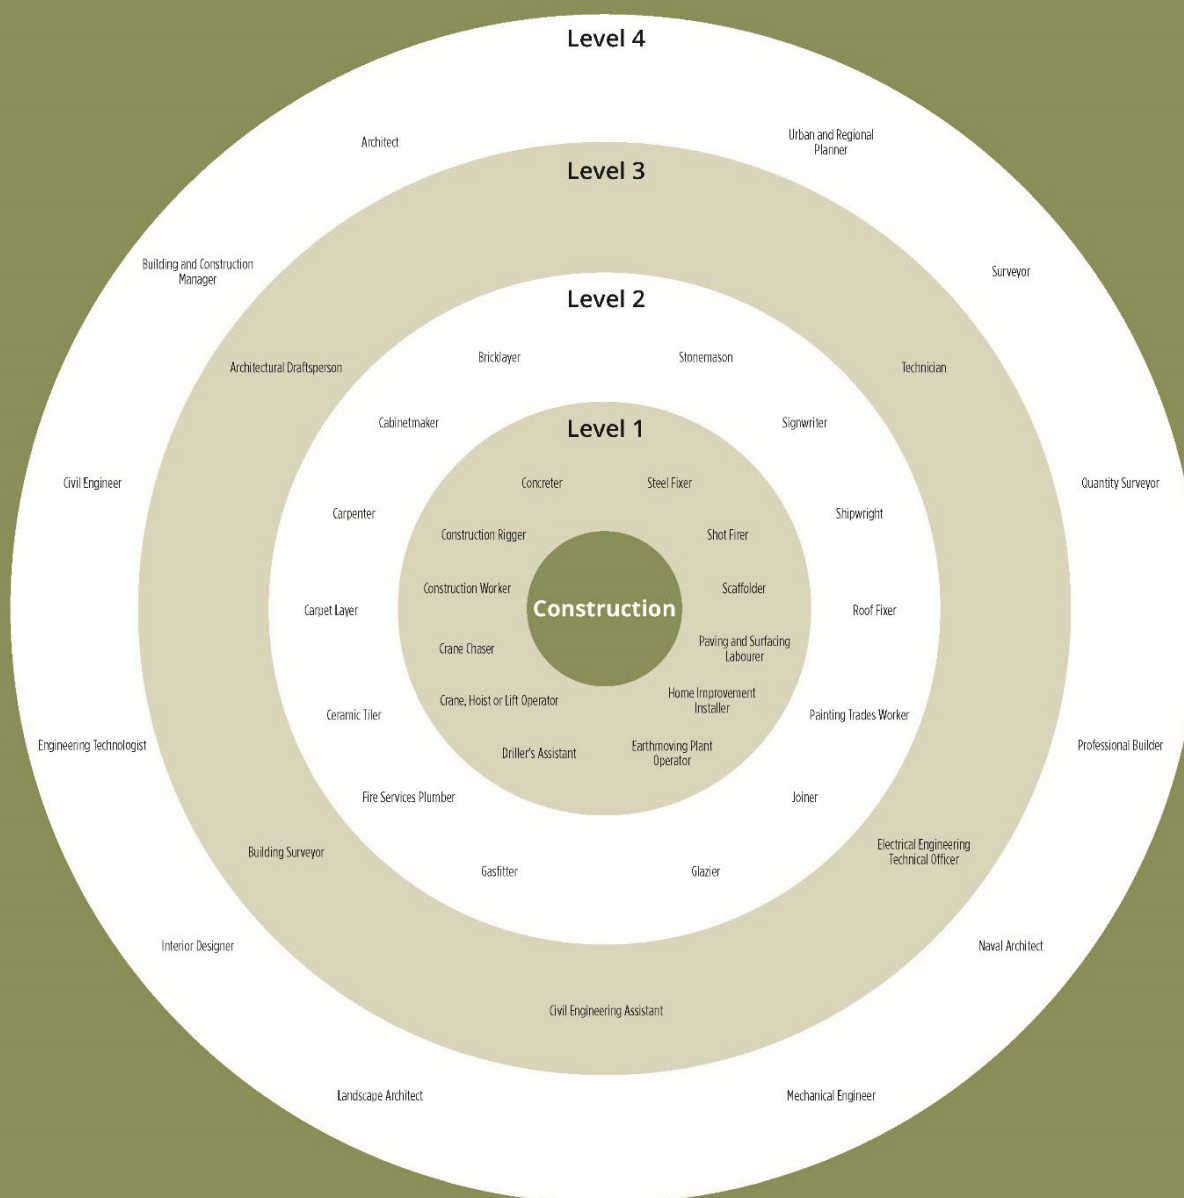 Level 4
Architect
Urban and Regional
Planner
Building and Construction
Manager
Surveyor
Civil Engineer
Quantity Surveyor
Engineering Technologist
Professional Builder
Interior Designer
Naval Architect
Landscape Architect
Mechanical Engineer
Level 3
Architectural Draftsperson
Technician
Building Surveyor
Electrical Engineering
Technical Officer
Civil Engineering Assistant
Level 2
Bricklayer
Stonemason
Cabinetmaker
Signwriter
Carpenter
Shipwright
Carpet Layer
Roof Fixer
Ceramic Tiler
Painting Trades Worker
Fire Services Plumber
Joiner
Gasfitter
Glazier
Level 1
Concreter
Steel Fixer
Construction Rigger
Shot Firer
Construction Worker
Scaffolder
Crane Chaser
Paving and Surfacing
Labourer
Crane, Hoist or Lift Operator
Home Improvement
Installer
Driller's Assistant
Earthmoving Plant
Operator
Construction